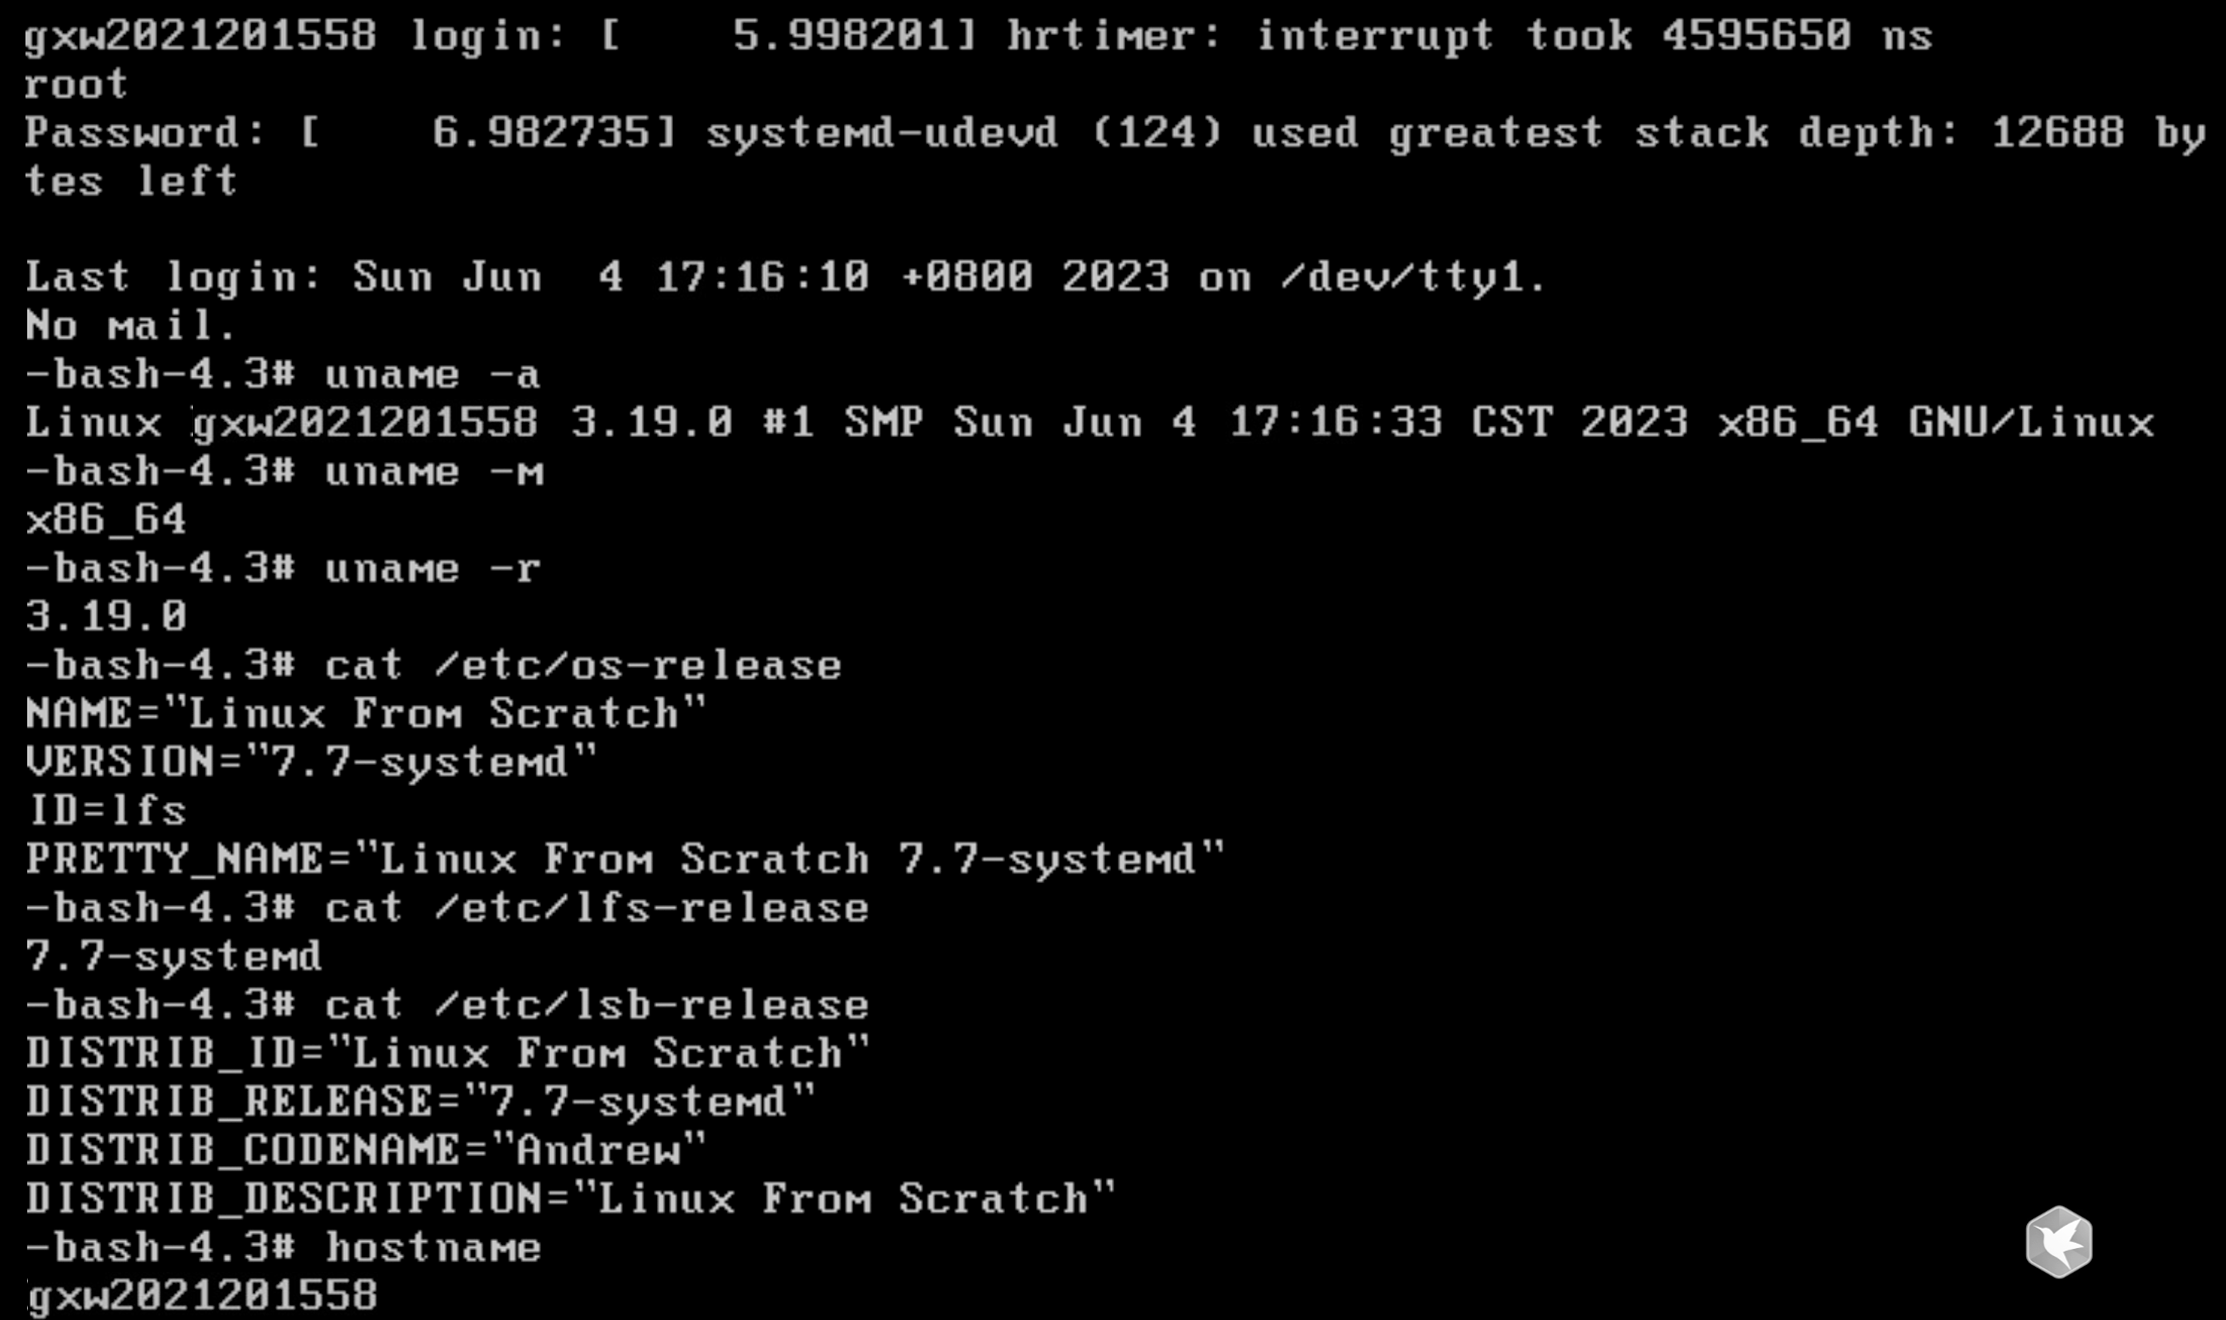 gxw2021201558 login: [    5.998201] hrtimer: interrupt took 4595650 ns
root
Password: [    6.982735] systemd-udevd (124) used greatest stack depth: 12688 by
tes left
Last login: Sun Jun  4 17:16:10 +0800 2023 on /dev/tty1.
No mail.
-bash-4.3# uname -a
Linux gxw2021201558 3.19.0 #1 SMP Sun Jun 4 17:16:33 CST 2023 x86_64 GNU/Linux
-bash-4.3# uname -m
x86_64
-bash-4.3# uname -r
3.19.0
-bash-4.3# cat /etc/os-release
NAME="Linux From Scratch"
VERSION="7.7-systemd"
ID=lfs
PRETTY_NAME="Linux From Scratch 7.7-systemd"
-bash-4.3# cat /etc/lfs-release
7.7-systemd
-bash-4.3# cat /etc/lsb-release
DISTRIB_ID="Linux From Scratch"
DISTRIB_RELEASE="7.7-systemd"
DISTRIB_CODENAME="Andrew"
DISTRIB_DESCRIPTION="Linux From Scratch"
-bash-4.3# hostname
gxw2021201558